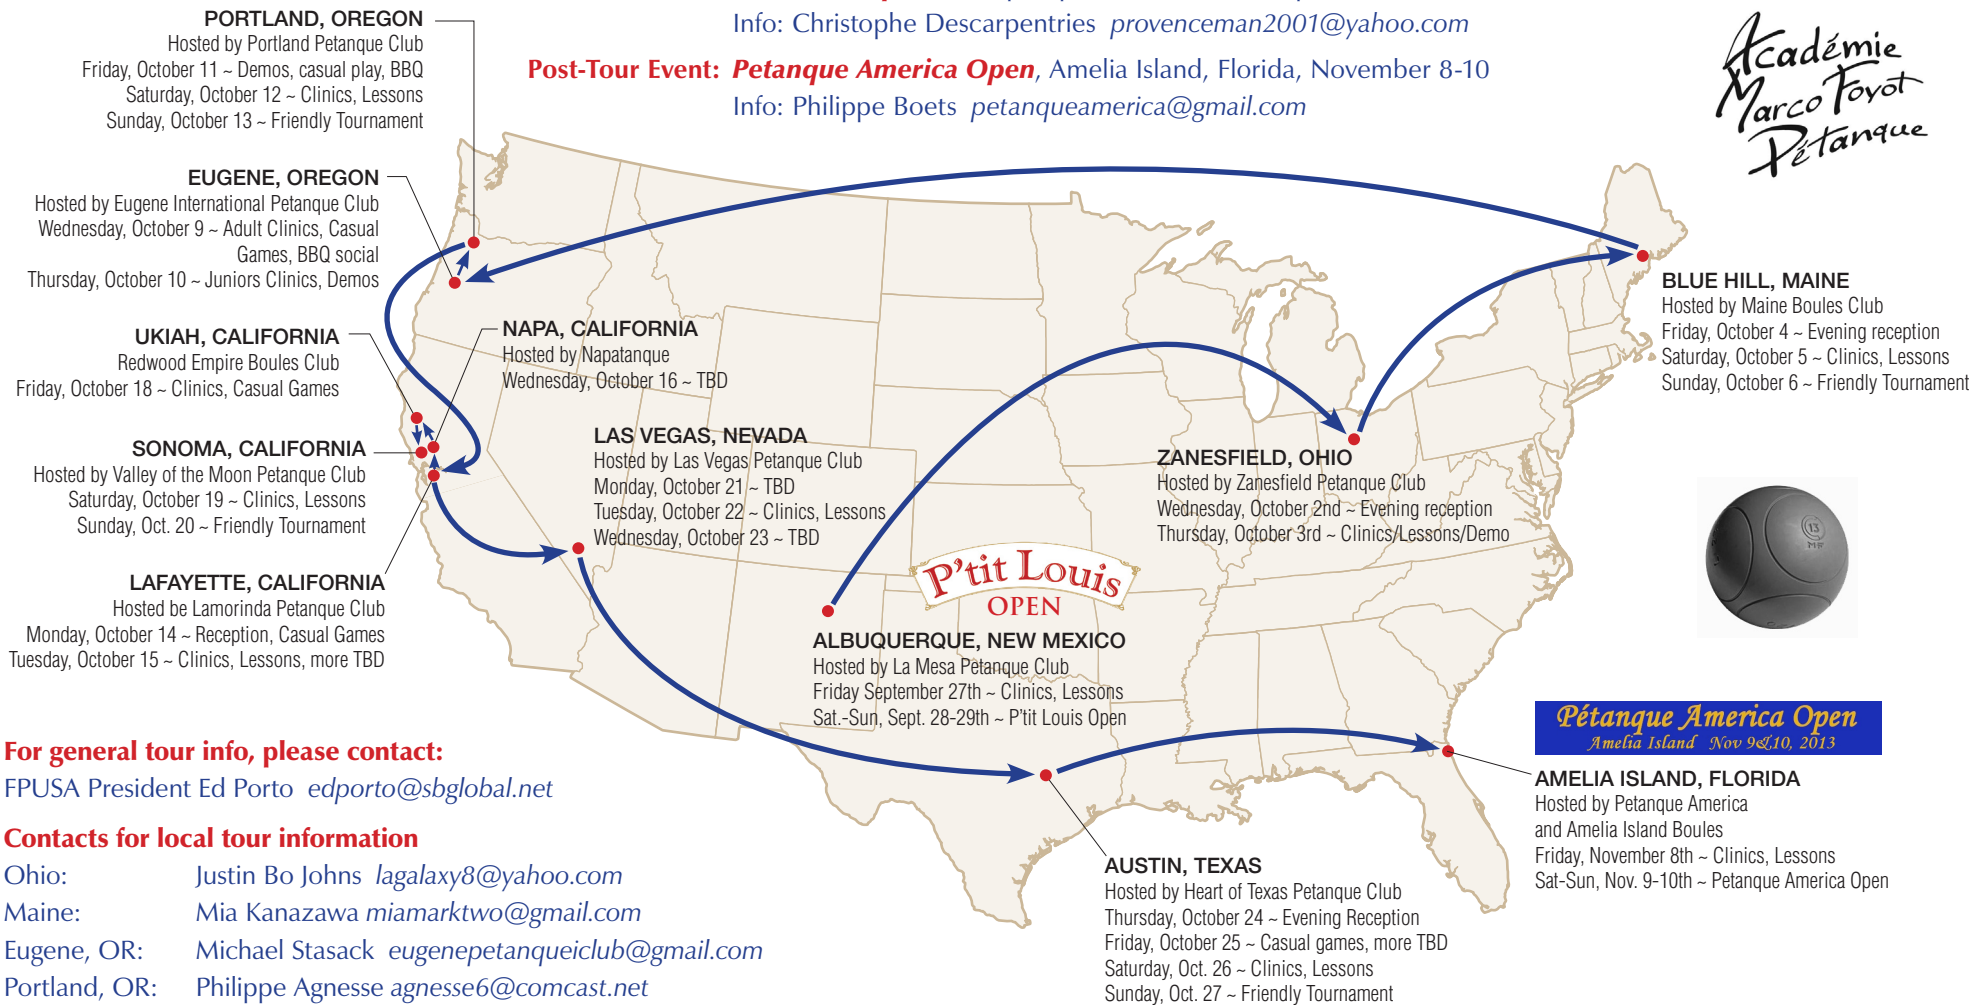 Info: Christophe Descarpentries provenceman2001@yahoo.com
Post-Tour Event: Petanque America Open, Amelia Island, Florida, November 8-10
Info: Philippe Boets petanqueamerica@gmail.com
Académie
Marco Foyot
Pétanque
PORTLAND, OREGON
Hosted by Portland Petanque Club
Friday, October 11 ~ Demos, casual play, BBQ
Saturday, October 12 ~ Clinics, Lessons
Sunday, October 13 ~ Friendly Tournament
EUGENE, OREGON
Hosted by Eugene International Petanque Club
Wednesday, October 9 ~ Adult Clinics, Casual
Games, BBQ social
Thursday, October 10 ~ Juniors Clinics, Demos
UKIAH, CALIFORNIA
Redwood Empire Boules Club
Friday, October 18 ~ Clinics, Casual Games
NAPA, CALIFORNIA
Hosted by Napatanque
Wednesday, October 16 ~ TBD
SONOMA, CALIFORNIA
Hosted by Valley of the Moon Petanque Club
Saturday, October 19 ~ Clinics, Lessons
Sunday, Oct. 20 ~ Friendly Tournament
LAFAYETTE, CALIFORNIA
Hosted be Lamorinda Petanque Club
Monday, October 14 ~ Reception, Casual Games
Tuesday, October 15 ~ Clinics, Lessons, more TBD
LAS VEGAS, NEVADA
Hosted by Las Vegas Petanque Club
Monday, October 21 ~ TBD
Tuesday, October 22 ~ Clinics, Lessons
Wednesday, October 23 ~ TBD
P'tit Louis
OPEN
ALBUQUERQUE, NEW MEXICO
Hosted by La Mesa Petanque Club
Friday September 27th ~ Clinics, Lessons
Sat.-Sun, Sept. 28-29th ~ P'tit Louis Open
ZANESFIELD, OHIO
Hosted by Zanesfield Petanque Club
Wednesday, October 2nd ~ Evening reception
Thursday, October 3rd ~ Clinics/Lessons/Demo
BLUE HILL, MAINE
Hosted by Maine Boules Club
Friday, October 4 ~ Evening reception
Saturday, October 5 ~ Clinics, Lessons
Sunday, October 6 ~ Friendly Tournament
13
MF
Pétanque America Open
Amelia Island Nov 9&10, 2013
AMELIA ISLAND, FLORIDA
Hosted by Petanque America
and Amelia Island Boules
Friday, November 8th ~ Clinics, Lessons
Sat-Sun, Nov. 9-10th ~ Petanque America Open
AUSTIN, TEXAS
Hosted by Heart of Texas Petanque Club
Thursday, October 24 ~ Evening Reception
Friday, October 25 ~ Casual games, more TBD
Saturday, Oct. 26 ~ Clinics, Lessons
Sunday, Oct. 27 ~ Friendly Tournament
For general tour info, please contact:
FPUSA President Ed Porto edporto@sbglobal.net
Contacts for local tour information
Ohio: Justin Bo Johns lagalaxy8@yahoo.com
Maine: Mia Kanazawa miamarktwo@gmail.com
Eugene, OR: Michael Stasack eugenepetanqueiclub@gmail.com
Portland, OR: Philippe Agnesse agnesse6@comcast.net